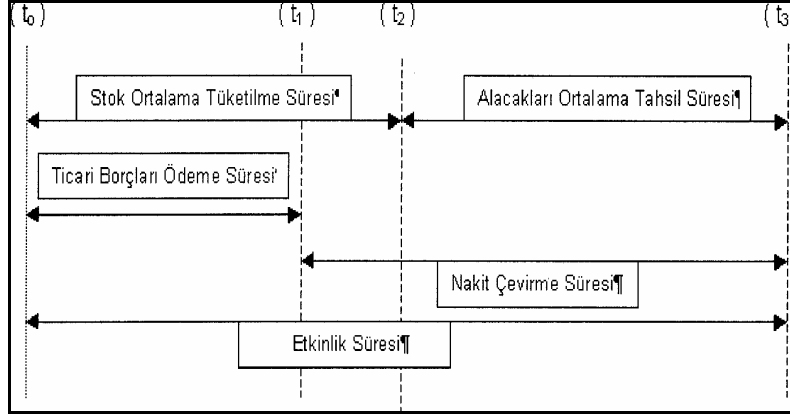 (t₀) (t₁) (t₂) (t₃)
Stok Ortalama Tüketilme Süresi¶ Alacakları Ortalama Tahsil Süresi¶
Ticari Borçları Ödeme Süresi
Nakit Çevirme Süresi¶
Etkinlik Süresi¶